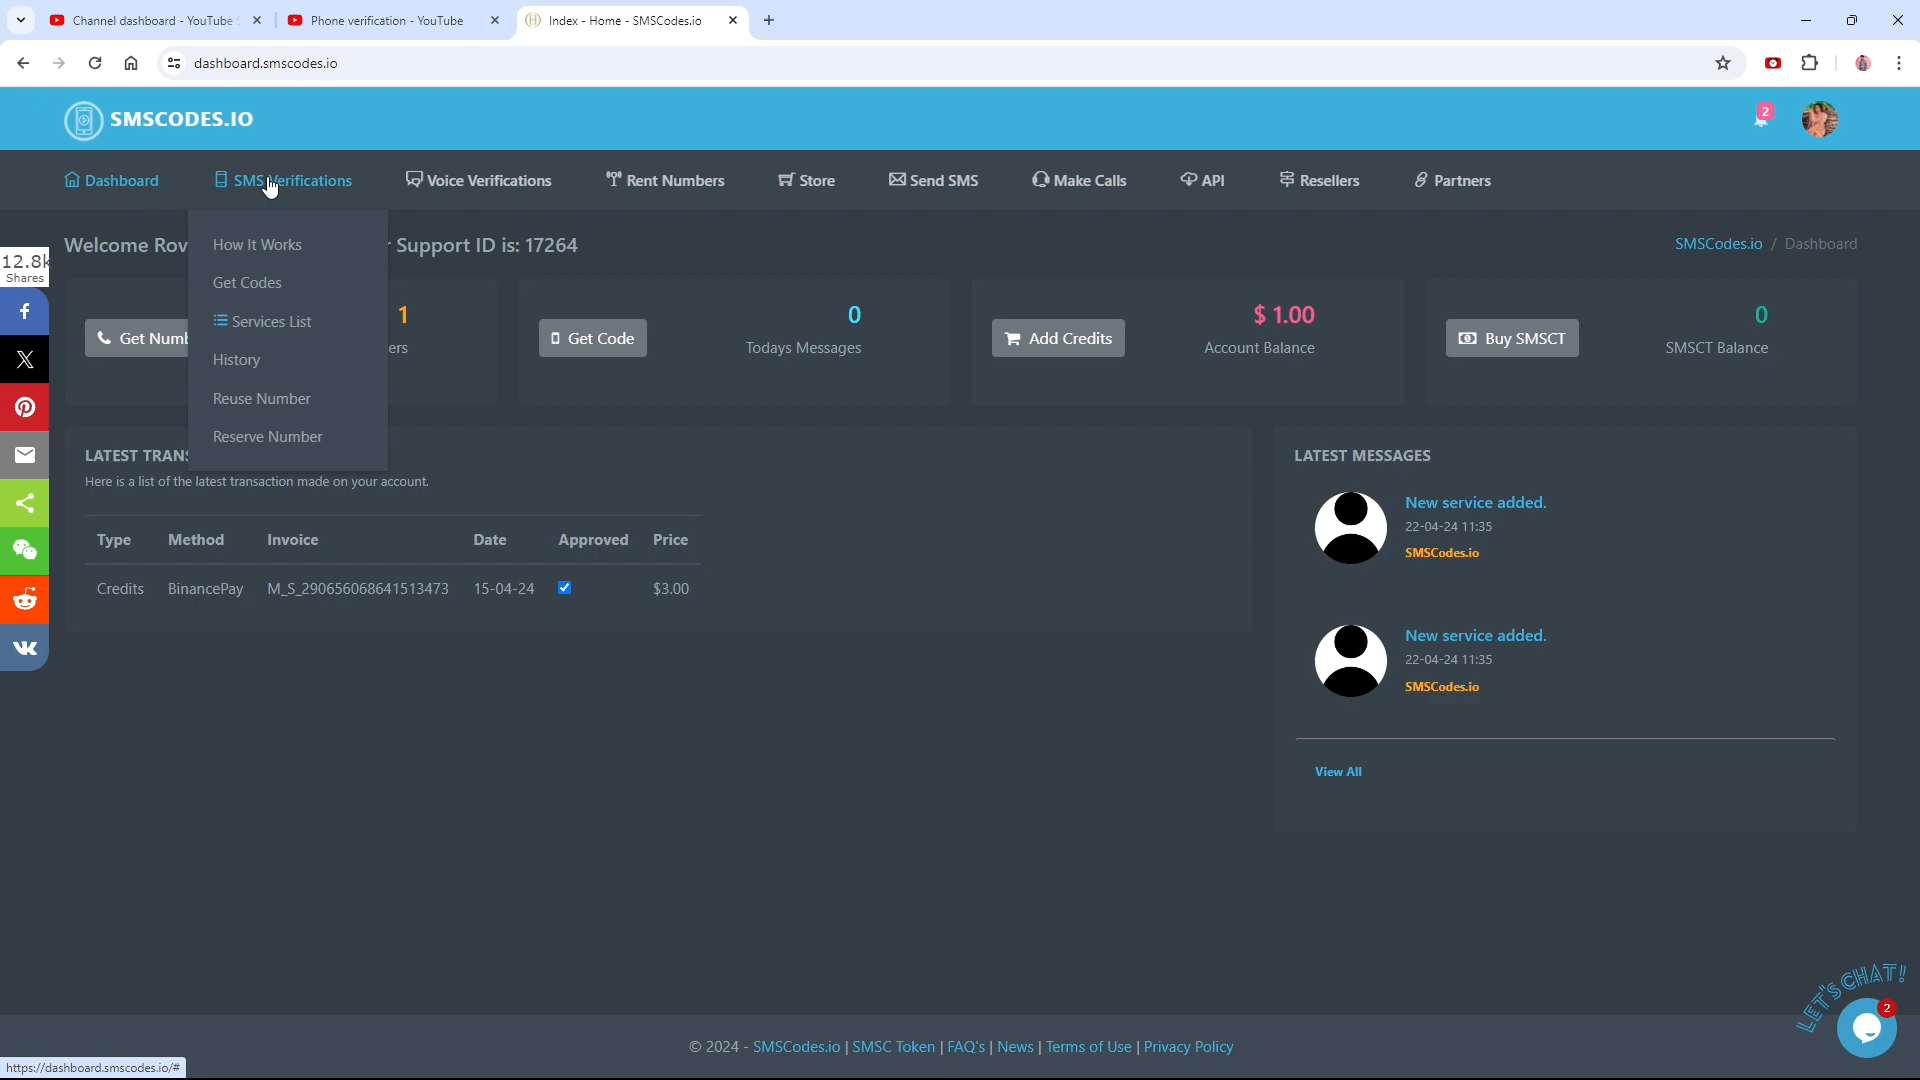 Channel dashboard - YouTube
Phone verification - YouTube
Index - Home - SMSCodes.io
dashboard.smscodes.io
SMSCODES.IO
2
Dashboard
SMS Verifications
Voice Verifications
Rent Numbers
Store
Send SMS
Make Calls
API
Resellers
Partners
How It Works
Get Codes
Services List
History
Reuse Number
Reserve Number
Welcome Rov
Support ID is: 17264
SMSCodes.io / Dashboard
12.8k
Shares
Get Numb
1
ers
Get Code
0
Todays Messages
Add Credits
$ 1.00
Account Balance
Buy SMSCT
0
SMSCT Balance
LATEST TRANS
Here is a list of the latest transaction made on your account.
Type Method Invoice Date Approved Price
Credits BinancePay M_S_290656068641513473 15-04-24 $3.00
LATEST MESSAGES
New service added.
22-04-24 11:35
SMSCodes.io
New service added.
22-04-24 11:35
SMSCodes.io
View All
LET'S CHAT!
2
© 2024 - SMSCodes.io | SMSC Token | FAQ's | News | Terms of Use | Privacy Policy
https://dashboard.smscodes.io/#